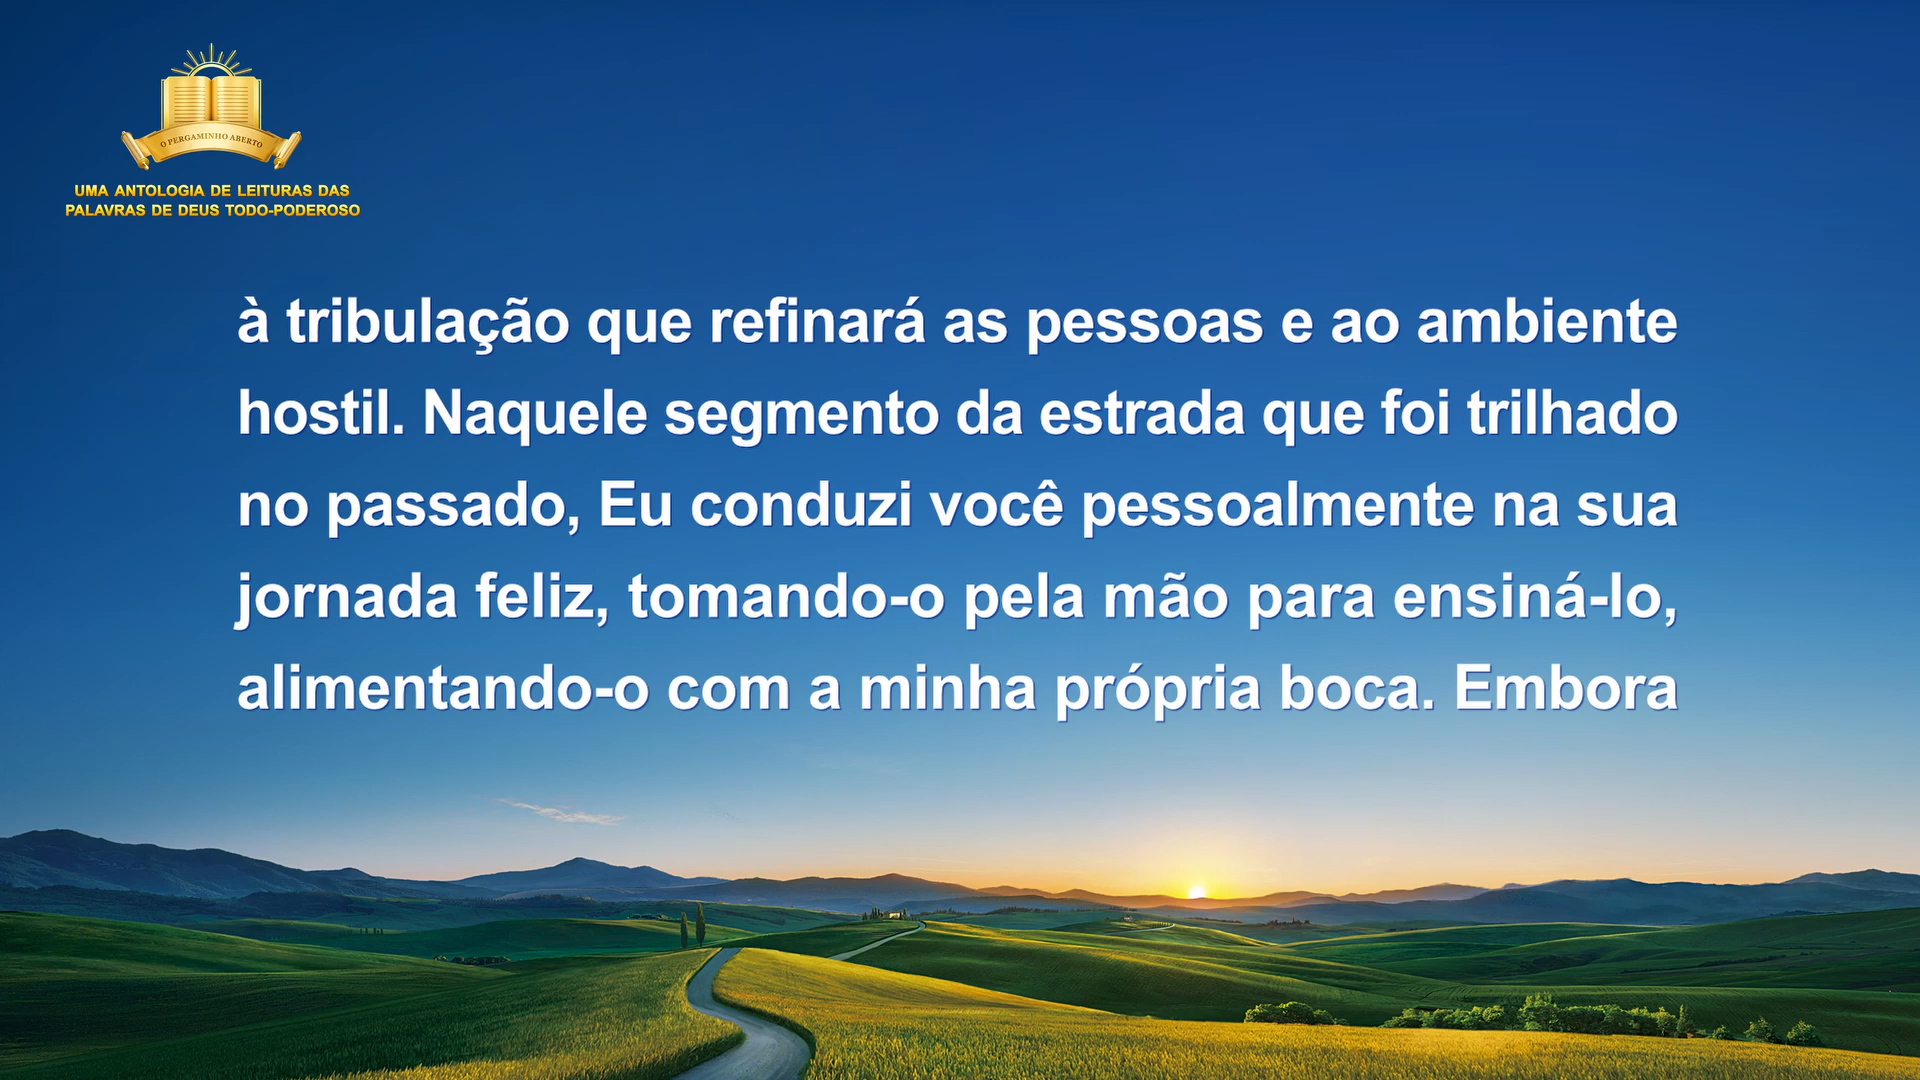 O PERGAMINHO ABERTO
UMA ANTOLOGIA DE LEITURAS DAS
PALAVRAS DE DEUS TODO-PODEROSO
à tribulação que refinará as pessoas e ao ambiente
hostil. Naquele segmento da estrada que foi trilhado
no passado, Eu conduzi você pessoalmente na sua
jornada feliz, tomando-o pela mão para ensiná-lo,
alimentando-o com a minha própria boca. Embora